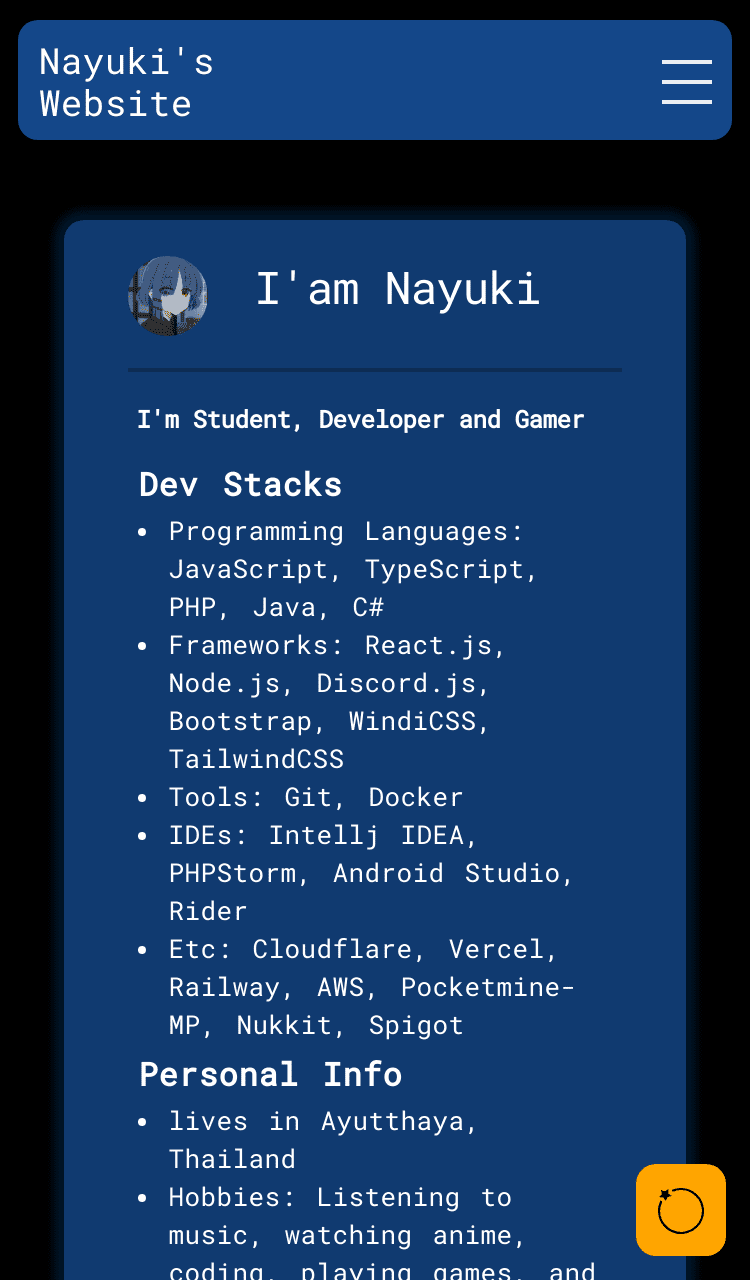 Nayuki's
Website
I'am Nayuki
I'm Student, Developer and Gamer
Dev Stacks
Programming Languages:
JavaScript, TypeScript,
PHP, Java, C#
Frameworks: React.js,
Node.js, Discord.js,
Bootstrap, WindiCSS,
TailwindCSS
Tools: Git, Docker
IDEs: Intellj IDEA,
PHPStorm, Android Studio,
Rider
Etc: Cloudflare, Vercel,
Railway, AWS, Pocketmine-
MP, Nukkit, Spigot
Personal Info
lives in Ayutthaya,
Thailand
Hobbies: Listening to
music, watching anime,
coding, playing games, and